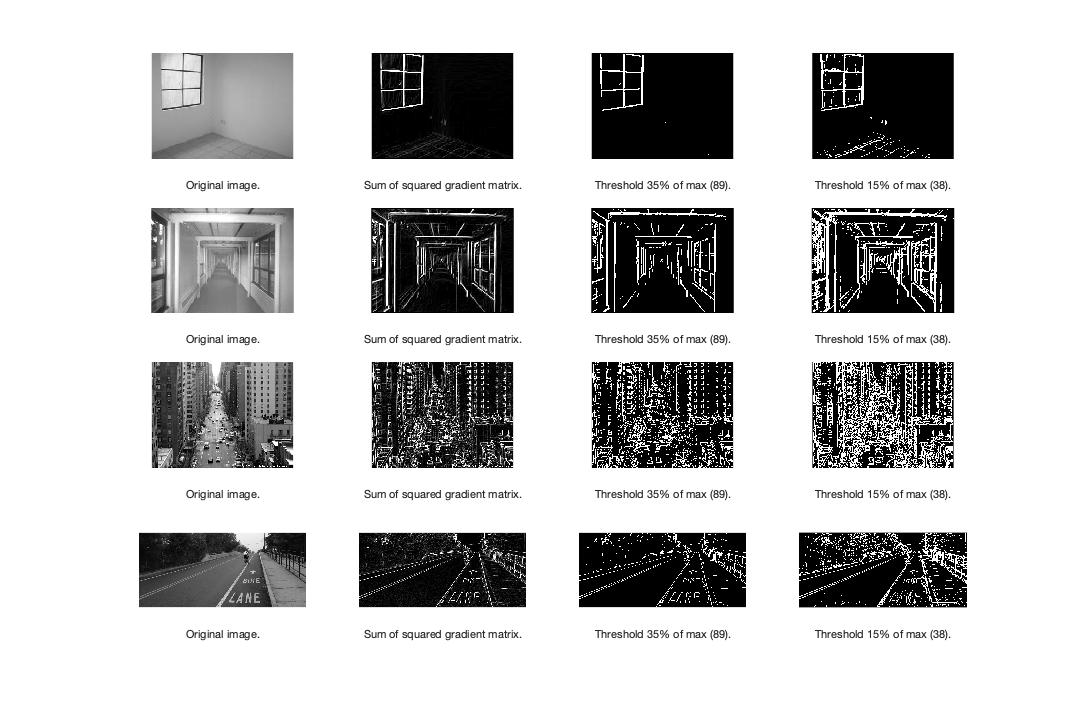 Original image.
Sum of squared gradient matrix.
Threshold 35% of max (89).
Threshold 15% of max (38).
Original image.
Sum of squared gradient matrix.
Threshold 35% of max (89).
Threshold 15% of max (38).
Original image.
Sum of squared gradient matrix.
Threshold 35% of max (89).
Threshold 15% of max (38).
BIKE
LANE
Original image.
Sum of squared gradient matrix.
Threshold 35% of max (89).
Threshold 15% of max (38).